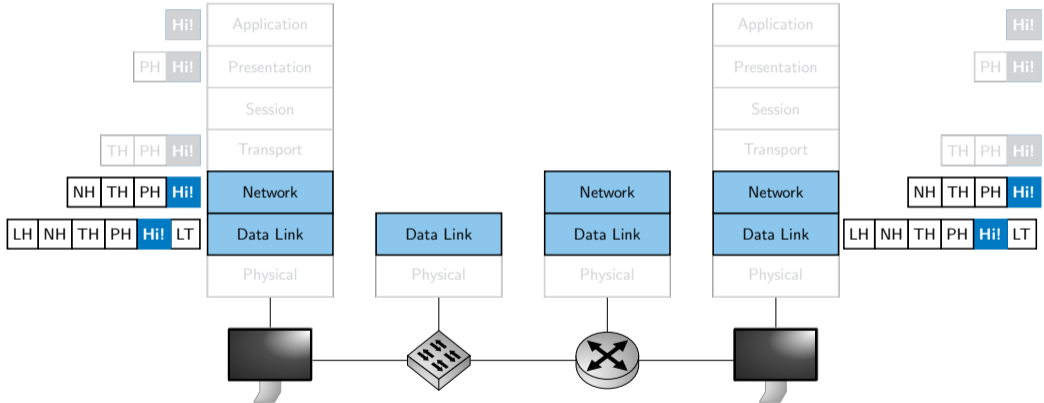 Hi! Application Application Hi!
PH Hi! Presentation Presentation PH Hi!
Session Session
TH PH Hi! Transport Transport TH PH Hi!
NH TH PH Hi! Network Network Network NH TH PH Hi!
LH NH TH PH Hi! LT Data Link Data Link Data Link Data Link LH NH TH PH Hi! LT
Physical Physical Physical Physical